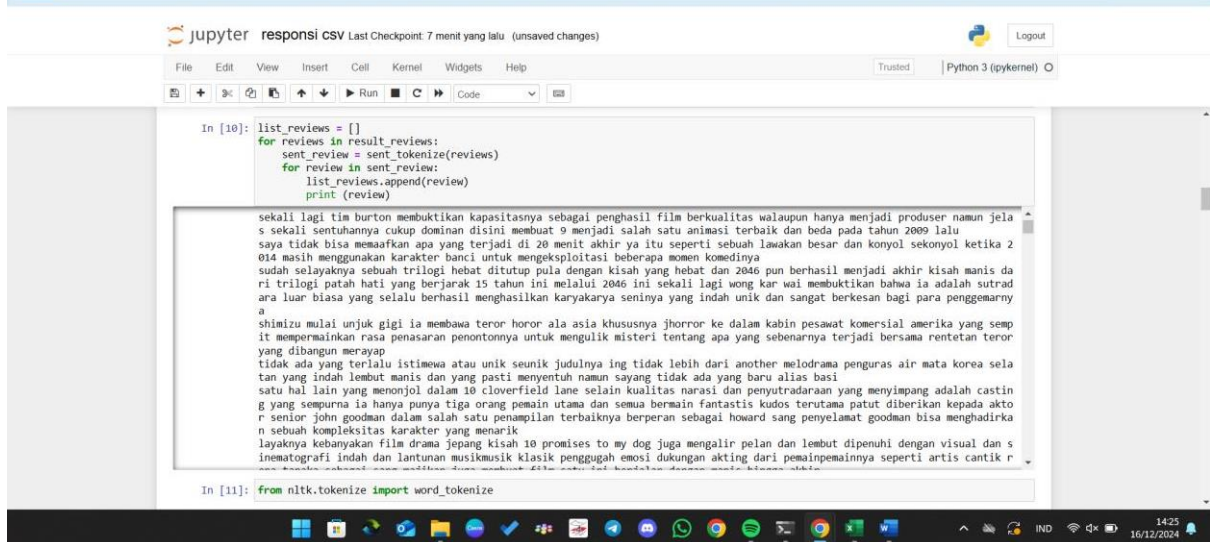 jupyter responsi csv Last Checkpoint: 7 menit yang lalu (unsaved changes)
Logout
File Edit View Insert Cell Kernel Widgets Help
Trusted
Python 3 (ipykernel)
Run
Code
In [10]: list_reviews = []
for reviews in result_reviews:
sent_review = sent_tokenize(reviews)
for review in sent_review:
list_reviews.append(review)
print (review)
sekali lagi tim burton membuktikan kapasitasnya sebagai penghasil film berkualitas walaupun hanya menjadi produser namun jela
s sekali sentuhannya cukup dominan disini membuat 9 menjadi salah satu animasi terbaik dan beda pada tahun 2009 lalu
saya tidak bisa memaafkan apa yang terjadi di 20 menit akhir ya itu seperti sebuah lawakan besar dan konyol sekonyol ketika 2
014 masih menggunakan karakter banci untuk mengeksploitasi beberapa momen komedinya
sudah selayaknya sebuah trilogi hebat ditutup pula dengan kisah yang hebat dan 2046 pun berhasil menjadi akhir kisah manis da
ri trilogi patah hati yang berjarak 15 tahun ini melalui 2046 ini sekali lagi wong kar wai membuktikan bahwa ia adalah sutrad
ara luar biasa yang selalu berhasil menghasilkan karyakarya seninya yang indah unik dan sangat berkesan bagi para penggemarny
a
shimizu mulai unjuk gigi ia membawa teror horor ala asia khususnya jhorror ke dalam kabin pesawat komersial amerika yang semp
it mempermainkan rasa penasaran penontonnya untuk mengulik misteri tentang apa yang sebenarnya terjadi bersama rentetan teror
yang dibangun merayap
tidak ada yang terlalu istimewa atau unik seunik judulnya ing tidak lebih dari another melodrama penguras air mata korea sela
tan yang indah lembut manis dan yang pasti menyentuh namun sayang tidak ada yang baru alias basi
satu hal lain yang menonjol dalam 10 cloverfield lane selain kualitas narasi dan penyutradaraan yang menyimpang adalah castin
g yang sempurna ia hanya punya tiga orang pemain utama dan semua bermain fantastis kudos terutama patut diberikan kepada akto
r senior john goodman dalam salah satu penampilan terbaiknya berperan sebagai howard sang penyelamat goodman bisa menghadirka
n sebuah kompleksitas karakter yang menarik
layaknya kebanyakan film drama jepang kisah 10 promises to my dog juga mengalir pelan dan lembut dipenuhi dengan visual dan s
inematografi indah dan lantunan musikmusik klasik penggugah emosi dukungan akting dari pemainpemainnya seperti artis cantik r
In [11]: from nltk.tokenize import word_tokenize
IND
14:25
16/12/2024